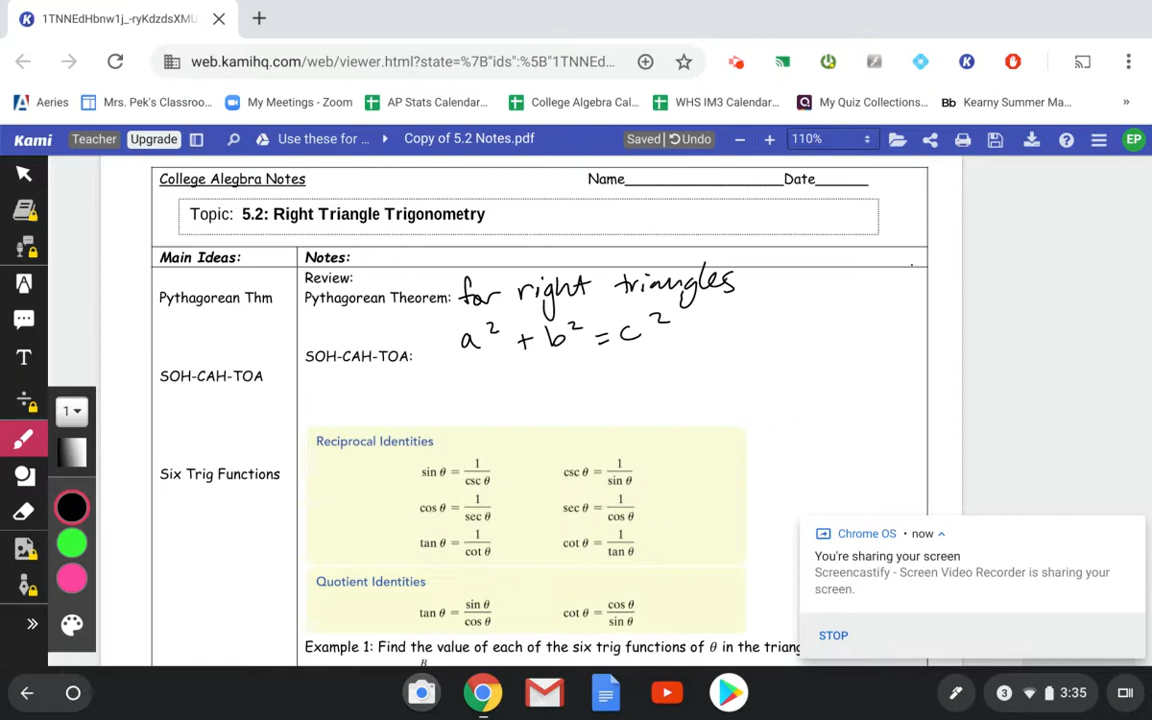 1TNNEdHbnw1j_-ryKdzdsXMU
web.kamihq.com/web/viewer.html?state=%7B"ids":%5B"1TNNEd...
Aeries Mrs. Pek's Classroo... My Meetings - Zoom AP Stats Calendar... College Algebra Cal... WHS IM3 Calendar... My Quiz Collections... Bb Kearny Summer Ma... »
Kami Teacher Upgrade Use these for ... Copy of 5.2 Notes.pdf Saved Undo 110% EP
College Alegbra Notes Name_________________Date______
Topic: 5.2: Right Triangle Trigonometry
Main Ideas: Notes:
Review:
Pythagorean Thm Pythagorean Theorem: for right triangles
a² + b² = c²
SOH-CAH-TOA:
SOH-CAH-TOA
1
Reciprocal Identities
Six Trig Functions
sin θ = 1/csc θ csc θ = 1/sin θ
cos θ = 1/sec θ sec θ = 1/cos θ
tan θ = 1/cot θ cot θ = 1/tan θ
Quotient Identities
tan θ = sin θ/cos θ cot θ = cos θ/sin θ
Example 1: Find the value of each of the six trig functions of θ in the triang
B
Chrome OS • now
You're sharing your screen
Screencastify - Screen Video Recorder is sharing your
screen.
STOP
3 3:35